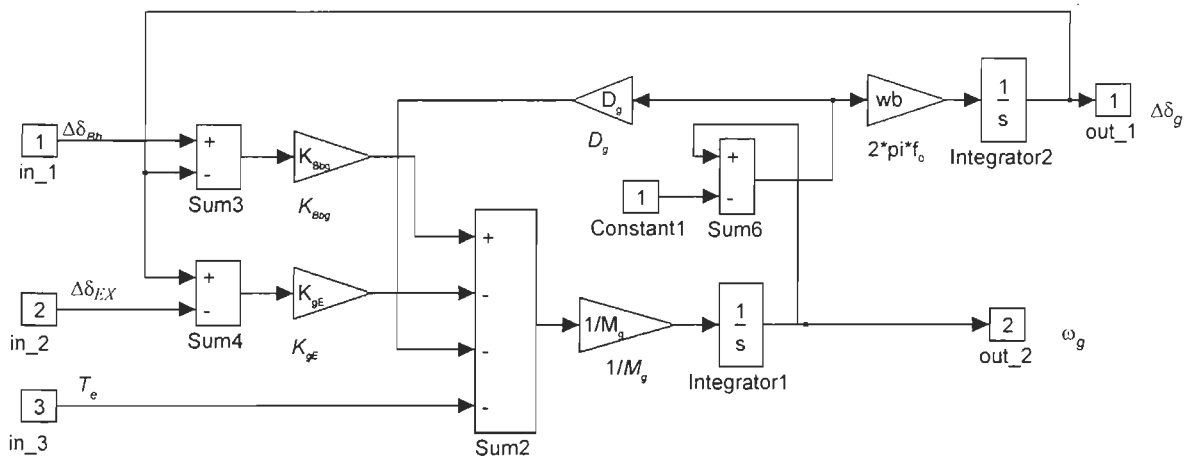 1
in_1
Δδ_Bh
+
-
Sum3
K_Bbg
K_Bbg
D_g
D_g
wb
2*pi*f_o
1
s
Integrator2
1
out_1
Δδ_g
1
Constant1
+
-
Sum6
2
in_2
Δδ_EX
+
-
Sum4
K_gE
K_gE
+
-
-
-
Sum2
1/M_g
1/M_g
1
s
Integrator1
2
out_2
ω_g
3
in_3
T_e